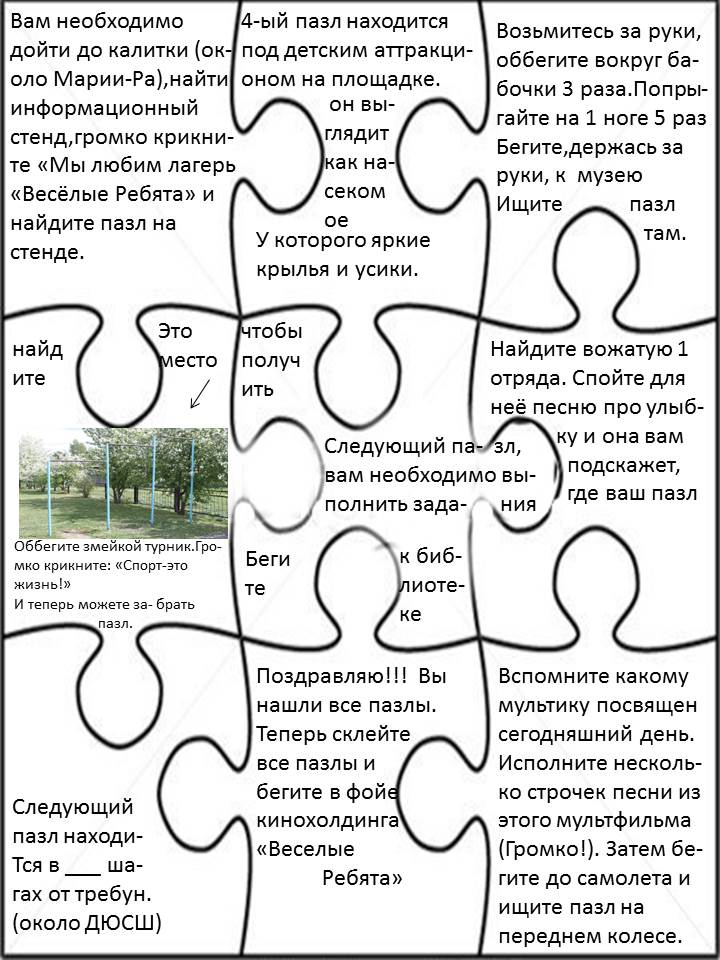 Вам необходимо
дойти до калитки (ок-
оло Марии-Ра),найти
информационный
стенд,громко крикни-
те «Мы любим лагерь
«Весёлые Ребята» и
найдите пазл на
стенде.
4-ый пазл находится
под детским аттракци-
оном на площадке.
он вы-
глядит
как на-
секом
ое
У которого яркие
крылья и усики.
Возьмитесь за руки,
оббегите вокруг ба-
бочки 3 раза.Попры-
гайте на 1 ноге 5 раз
Бегите,держась за
руки, к музею
Ищите пазл
там.
найд
ите
Это
место
Оббегите змейкой турник.Гро-
мко крикните: «Спорт-это
жизнь!»
И теперь можете за- брать
пазл.
чтобы
получ
ить
Следующий па- зл,
вам необходимо вы-
полнить зада- ния
Беги
те
к биб-
лиоте-
ке
Найдите вожатую 1
отряда. Спойте для
неё песню про улыб-
ку и она вам
подскажет,
где ваш пазл
Следующий
пазл находи-
Тся в ___ ша-
гах от трибун.
(около ДЮСШ)
Поздравляю!!! Вы
нашли все пазлы.
Теперь склейте
все пазлы и
бегите в фойе
кинохолдинга
«Веселые
Ребята»
Вспомните какому
мультику посвящен
сегодняшний день.
Исполните несколь-
ко строчек песни из
этого мультфильма
(Громко!). Затем бе-
гите до самолета и
ищите пазл на
переднем колесе.